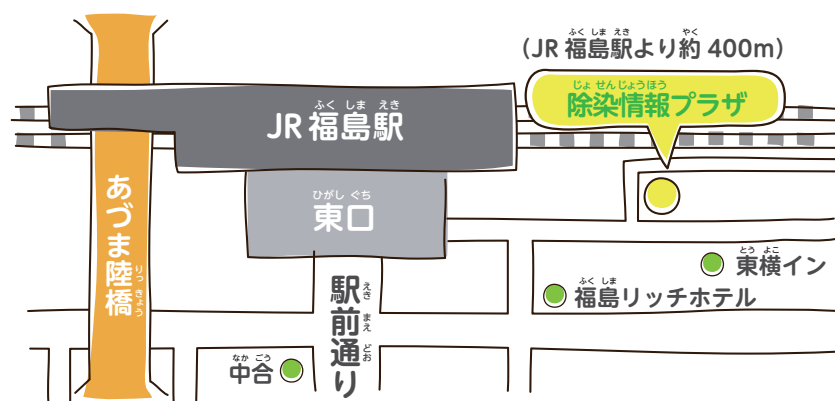 (JR 福島駅より約 400m)
ふくしまえき
やく
除染情報プラザ
じょせんじょうほう
JR 福島駅
ふくしまえき
東口
ひがしぐち
あづま陸橋
りっきょう
駅前通り
えきまえどお
東横イン
とうよこ
福島リッチホテル
ふくしま
中合
なかごう